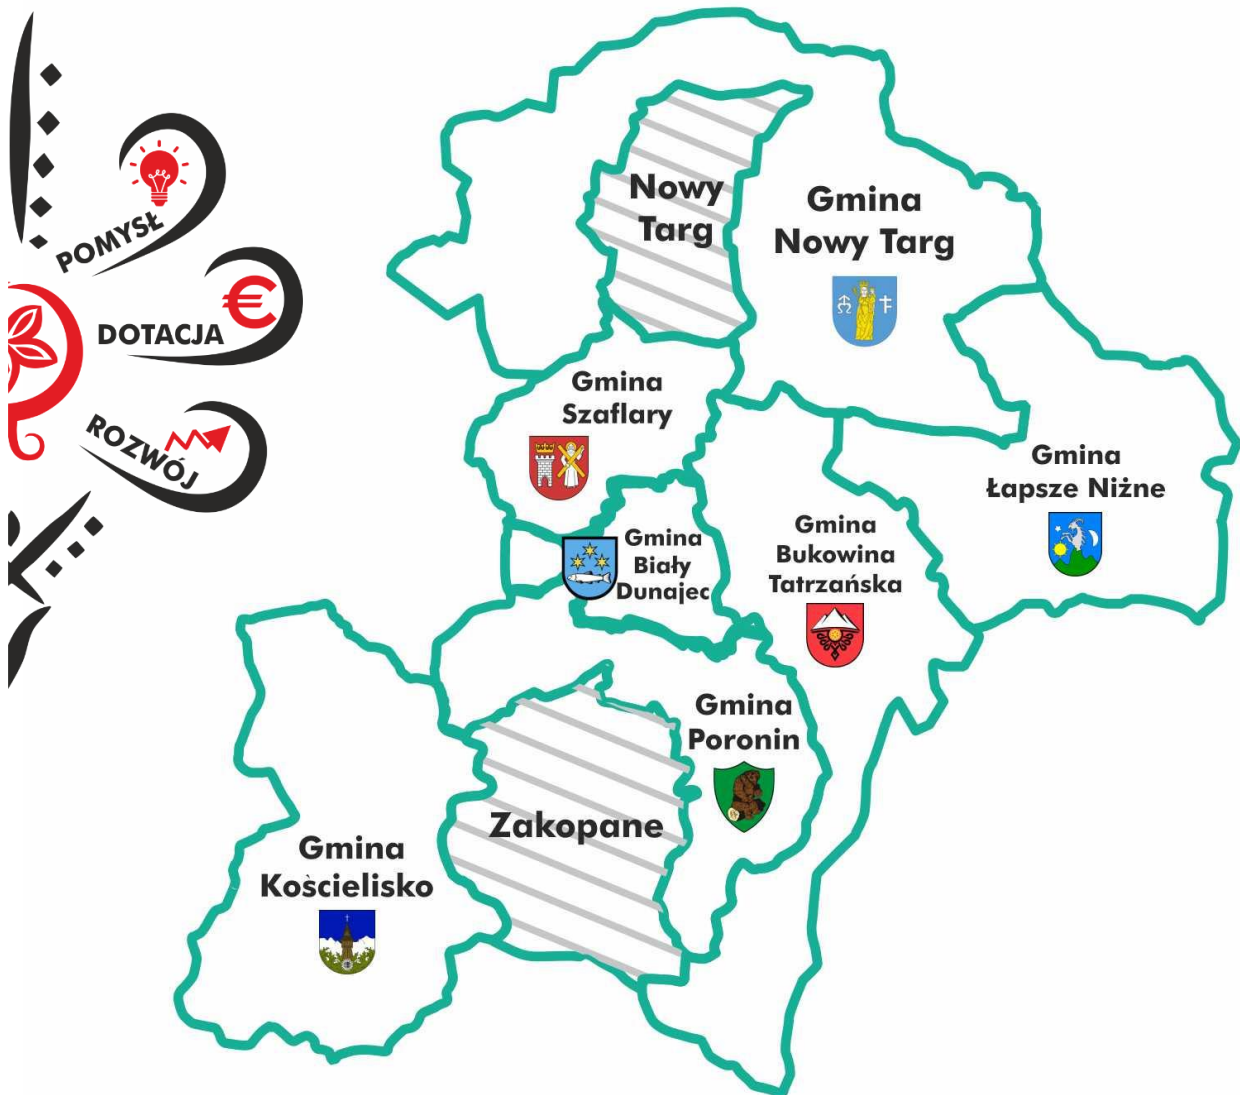 POMYSŁ
DOTACJA
€
ROZWÓJ
Nowy
Targ
Gmina
Nowy Targ
Gmina
Szaflary
Gmina
Łapsze Niżne
Gmina
Biały
Dunajec
Gmina
Bukowina
Tatrzańska
Gmina
Poronin
Zakopane
Gmina
Kościelisko